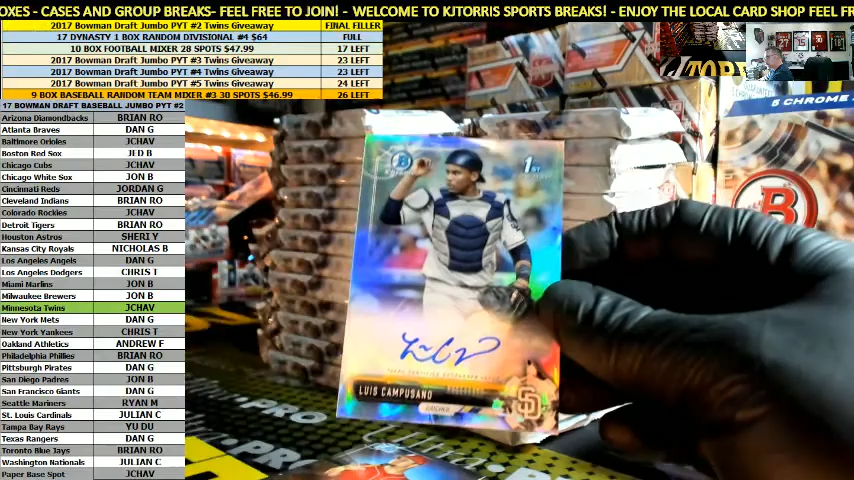 OXES - CASES AND GROUP BREAKS- FEEL FREE TO JOIN! - WELCOME TO KJTORRIS SPORTS BREAKS! - ENJOY THE LOCAL CARD SHOP FEEL FR
2017 Bowman Draft Jumbo PYT #2 Twins Giveaway FINAL FILLER
17 DYNASTY 1 BOX RANDOM DIVISIONAL #4 $64 FULL
10 BOX FOOTBALL MIXER 28 SPOTS $47.99 17 LEFT
2017 Bowman Draft Jumbo PYT #3 Twins Giveaway 23 LEFT
2017 Bowman Draft Jumbo PYT #4 Twins Giveaway 23 LEFT
2017 Bowman Draft Jumbo PYT #5 Twins Giveaway 24 LEFT
9 BOX BASEBALL RANDOM TEAM MIXER #3 30 SPOTS $46.99 26 LEFT
17 BOWMAN DRAFT BASEBALL JUMBO PYT #2
Arizona Diamondbacks BRIAN RO
Atlanta Braves DAN G
Baltimore Orioles JCHAV
Boston Red Sox JED B
Chicago Cubs JCHAV
Chicago White Sox JON B
Cincinnati Reds JORDAN G
Cleveland Indians BRIAN RO
Colorado Rockies JCHAV
Detroit Tigers BRIAN RO
Houston Astros SHERI Y
Kansas City Royals NICHOLAS B
Los Angeles Angels DAN G
Los Angeles Dodgers CHRIS T
Miami Marlins JON B
Milwaukee Brewers JON B
Minnesota Twins JCHAV
New York Mets DAN G
New York Yankees CHRIS T
Oakland Athletics ANDREW F
Philadelphia Phillies BRIAN RO
Pittsburgh Pirates DAN G
San Diego Padres JON B
San Francisco Giants DAN G
Seattle Mariners RYAN M
St. Louis Cardinals JULIAN C
Tampa Bay Rays YU DU
Texas Rangers DAN G
Toronto Blue Jays BRIAN RO
Washington Nationals JULIAN C
Paper Base Spot JCHAV
1ST
LUIS CAMPUSANO
CATCHER
SD
5 CHROME
B
.PRO